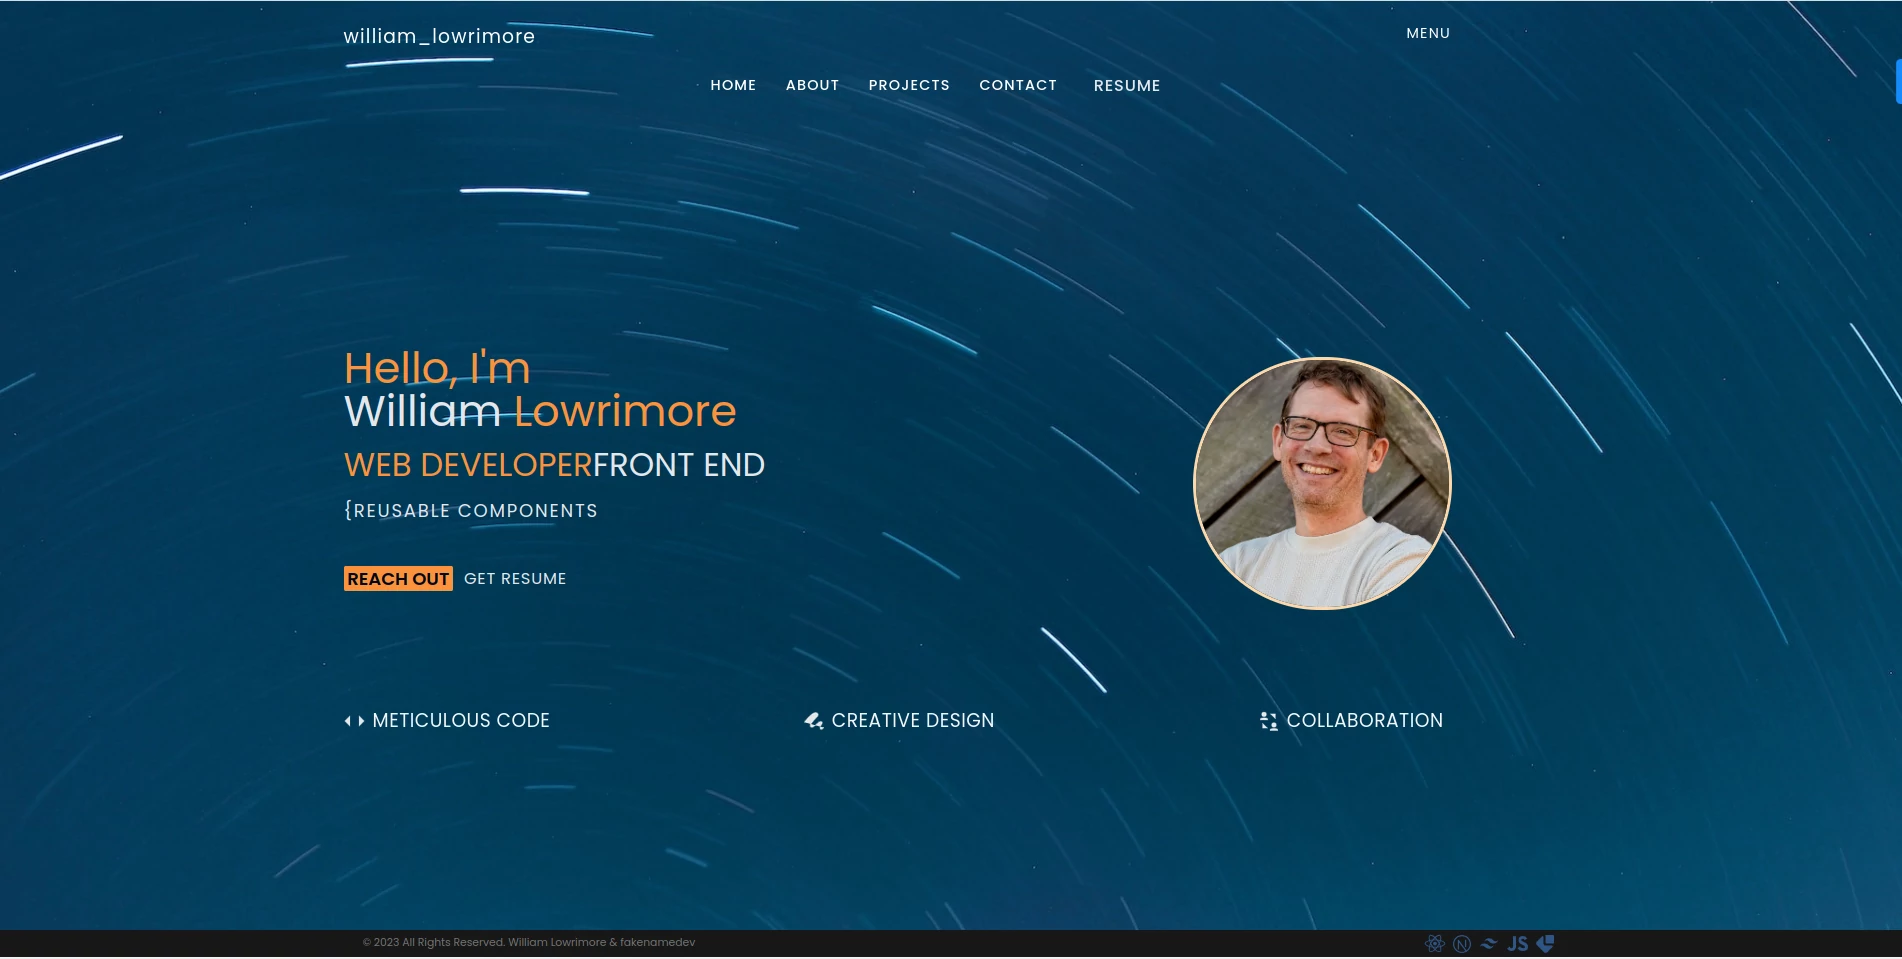 william_lowrimore
MENU
HOME ABOUT PROJECTS CONTACT RESUME
Hello, I'm
William Lowrimore
WEB DEVELOPERFRONT END
{REUSABLE COMPONENTS
REACH OUT GET RESUME
METICULOUS CODE CREATIVE DESIGN COLLABORATION
© 2023 All Rights Reserved. William Lowrimore & fakenamedev
N JS